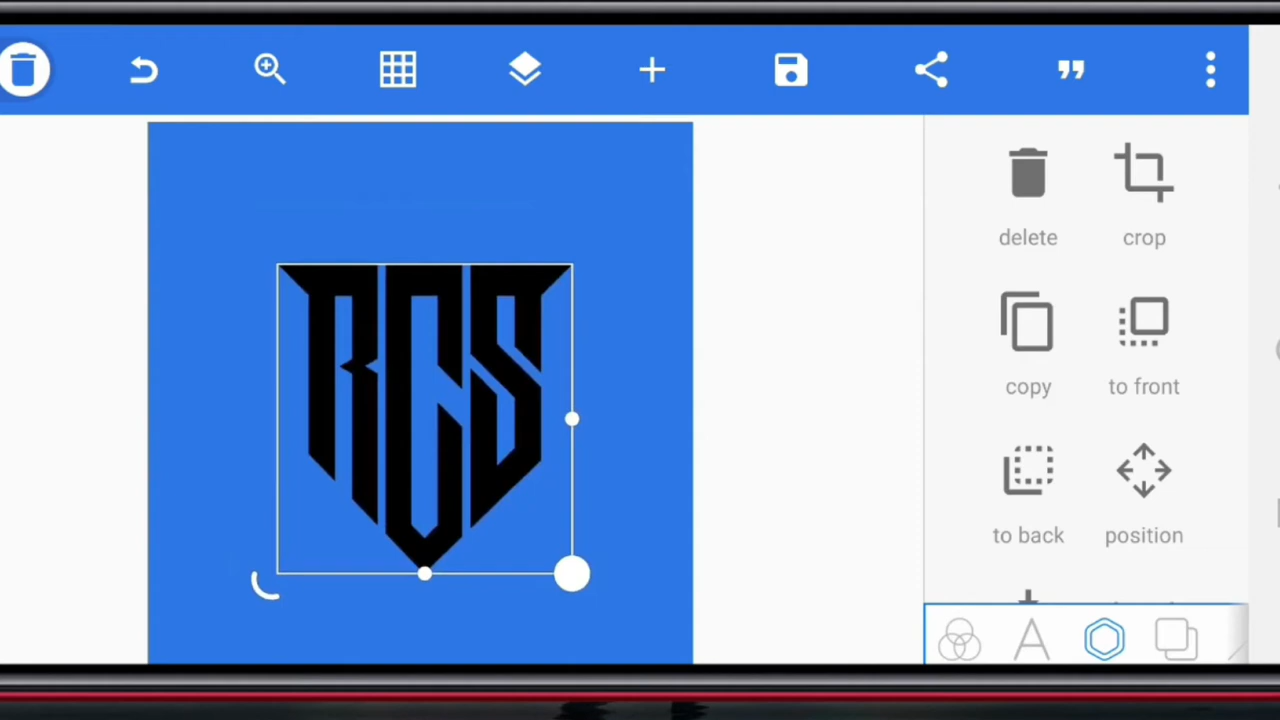 RCS
delete
crop
copy
to front
to back
position